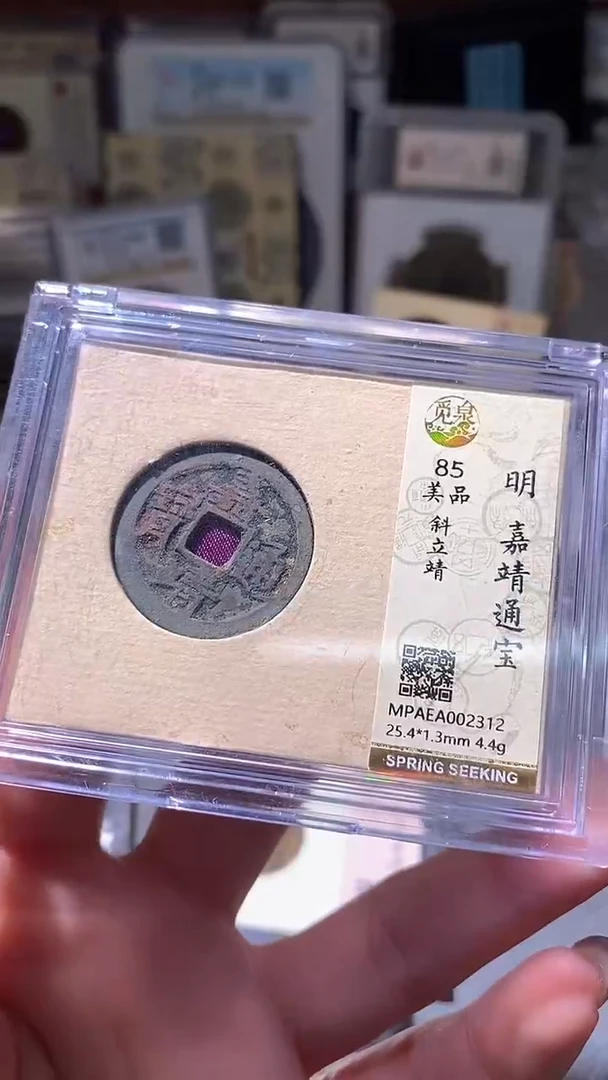 觅泉
85
美品
斜立靖
明 嘉靖通宝
MPAEA002312
25.4*1.3mm 4.4g
SPRING SEEKING